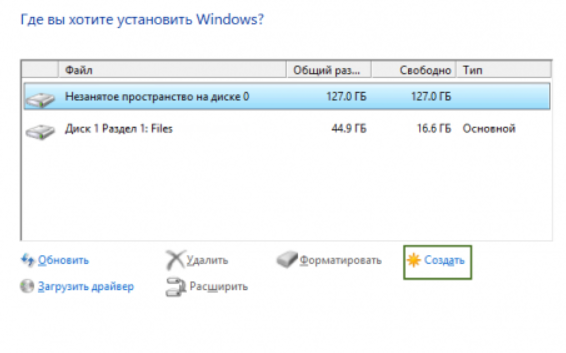 Где вы хотите установить Windows?
Файл Общий раз... Свободно Тип
Незанятое пространство на диске 0 127.0 ГБ 127.0 ГБ
Диск 1 Раздел 1: Files 44.9 ГБ 16.6 ГБ Основной
Обновить Удалить Форматировать Создать
Загрузить драйвер Расширить